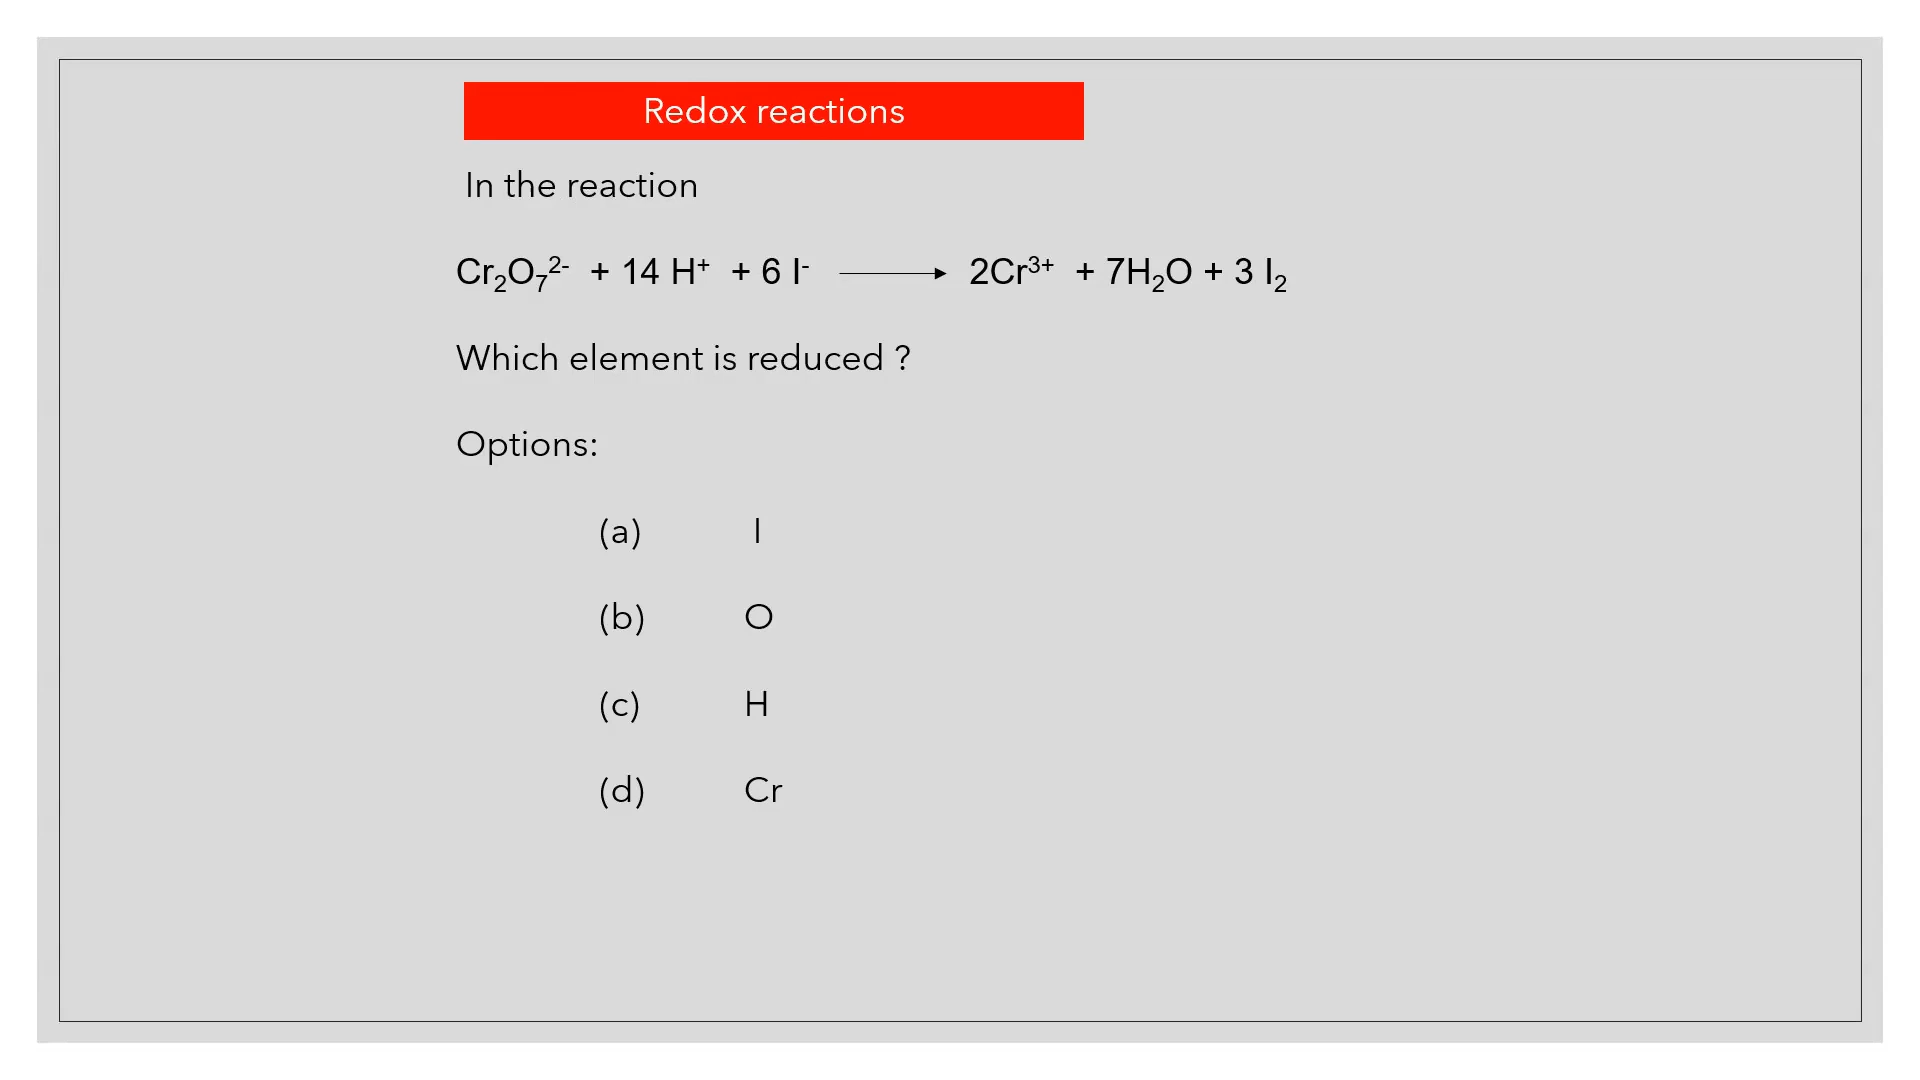 Redox reactions
In the reaction
Cr₂O₇²⁻ + 14 H⁺ + 6 I⁻ ⟶ 2Cr³⁺ + 7H₂O + 3 I₂
Which element is reduced ?
Options:
(a) I
(b) O
(c) H
(d) Cr